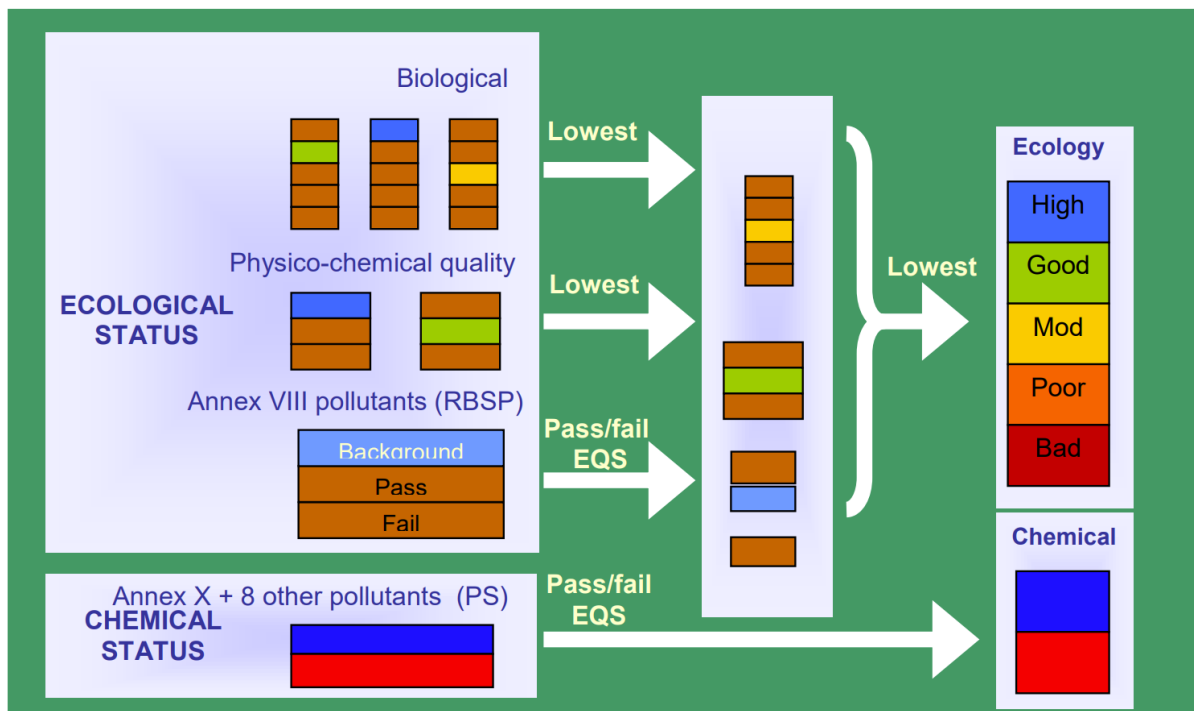 Biological
Physico-chemical quality
ECOLOGICAL
STATUS
Annex VIII pollutants (RBSP)
Background
Pass
Fail
Annex X + 8 other pollutants (PS)
CHEMICAL
STATUS
Lowest
Lowest
Pass/fail
EQS
Pass/fail
EQS
Lowest
Ecology
High
Good
Mod
Poor
Bad
Chemical